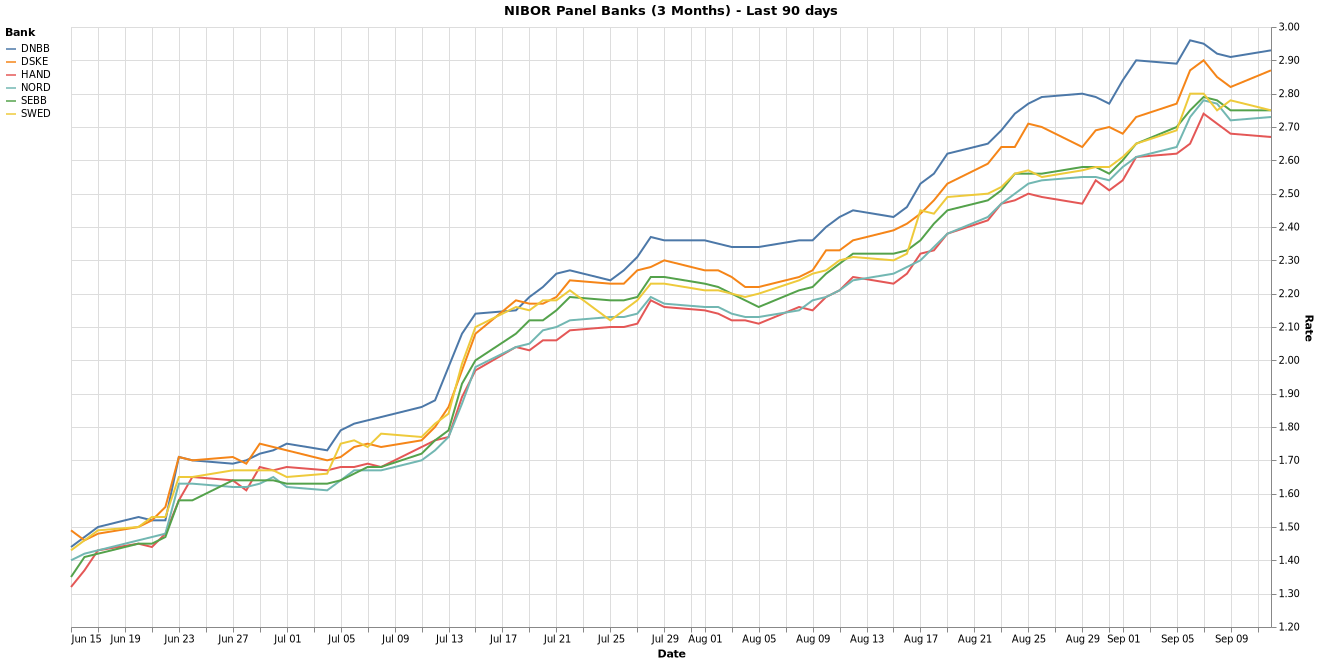 NIBOR Panel Banks (3 Months) - Last 90 days
Bank
DNBB
DSKE
HAND
NORD
SEBB
SWED
3.00
2.90
2.80
2.70
2.60
2.50
2.40
2.30
2.20
2.10
2.00
1.90
1.80
1.70
1.60
1.50
1.40
1.30
1.20
Rate
Jun 15 Jun 19 Jun 23 Jun 27 Jul 01 Jul 05 Jul 09 Jul 13 Jul 17 Jul 21 Jul 25 Jul 29 Aug 01 Aug 05 Aug 09 Aug 13 Aug 17 Aug 21 Aug 25 Aug 29 Sep 01 Sep 05 Sep 09
Date